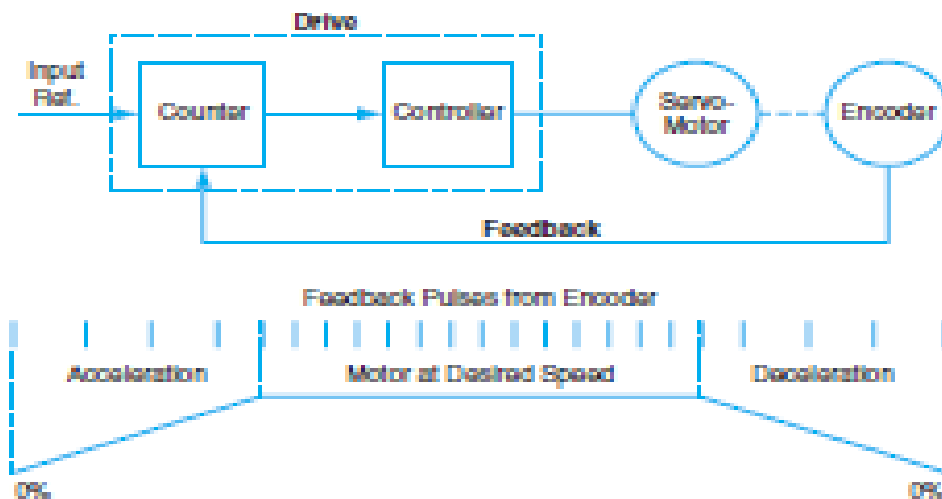 Drive
Input
Ref.
Counter
Controller
Servo-
Motor
Encoder
Feedback
Feedback Pulses from Encoder
Acceleration
Motor at Desired Speed
Deceleration
0%
0%